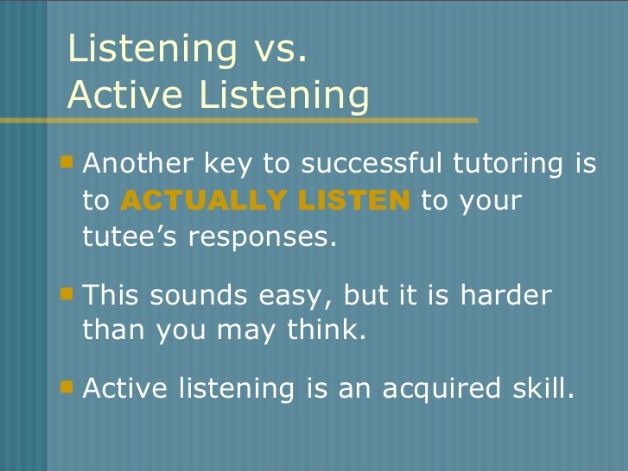 Listening vs.
Active Listening
Another key to successful tutoring is
to ACTUALLY LISTEN to your
tutee’s responses.
This sounds easy, but it is harder
than you may think.
Active listening is an acquired skill.